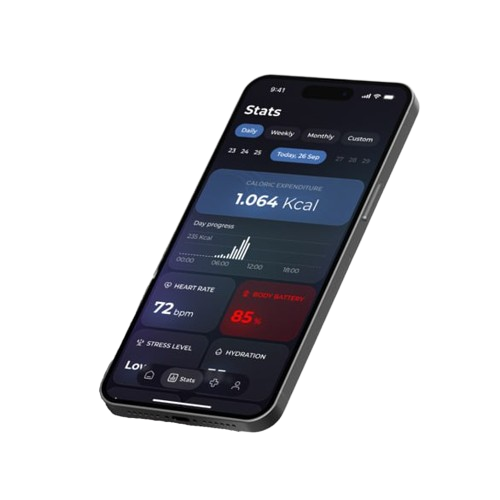 9:41
Stats
Daily Weekly Monthly Custom
23 24 25 Today, 26 Sep 27 28 29
CALORIC EXPENDITURE
1.064 Kcal
Day progress
235 Kcal
00:00 06:00 12:00 18:00
HEART RATE BODY BATTERY
72 bpm 85 %
STRESS LEVEL HYDRATION
Stats